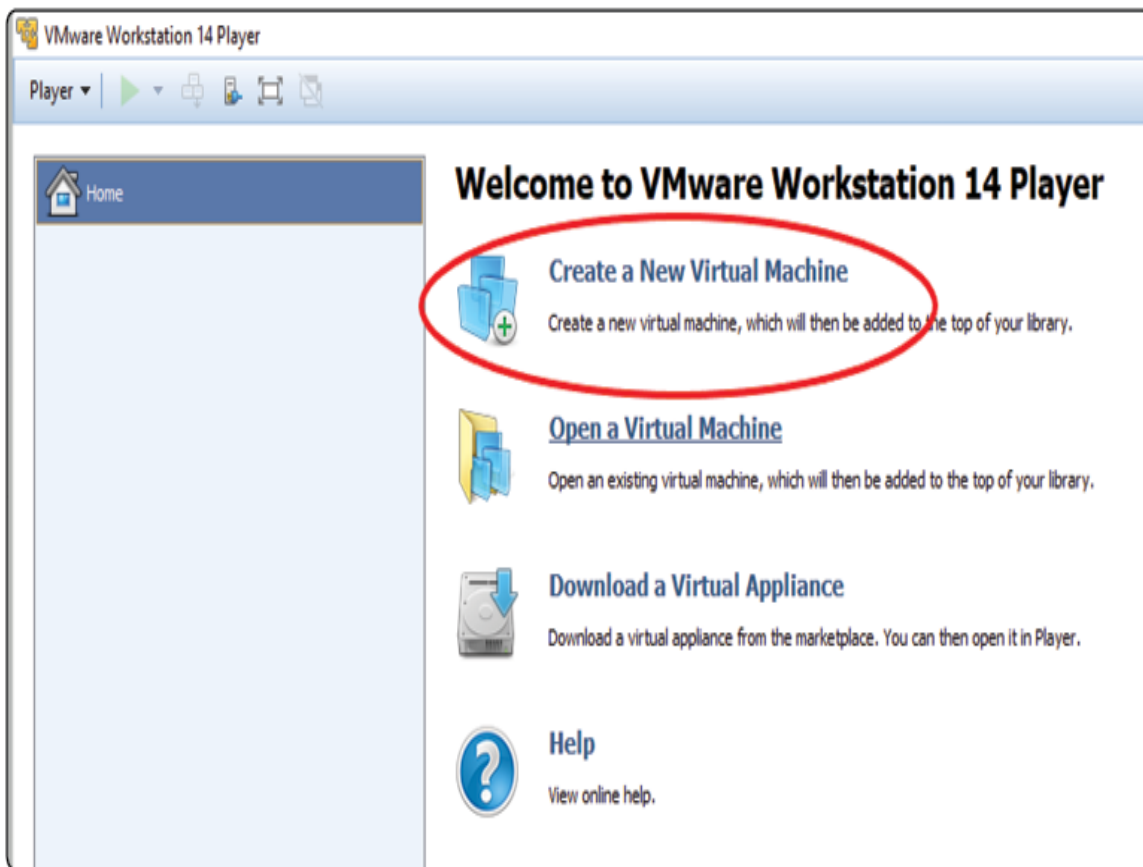 VMware Workstation 14 Player
Player
Home
Welcome to VMware Workstation 14 Player
Create a New Virtual Machine
Create a new virtual machine, which will then be added to the top of your library.
Open a Virtual Machine
Open an existing virtual machine, which will then be added to the top of your library.
Download a Virtual Appliance
Download a virtual appliance from the marketplace. You can then open it in Player.
Help
View online help.